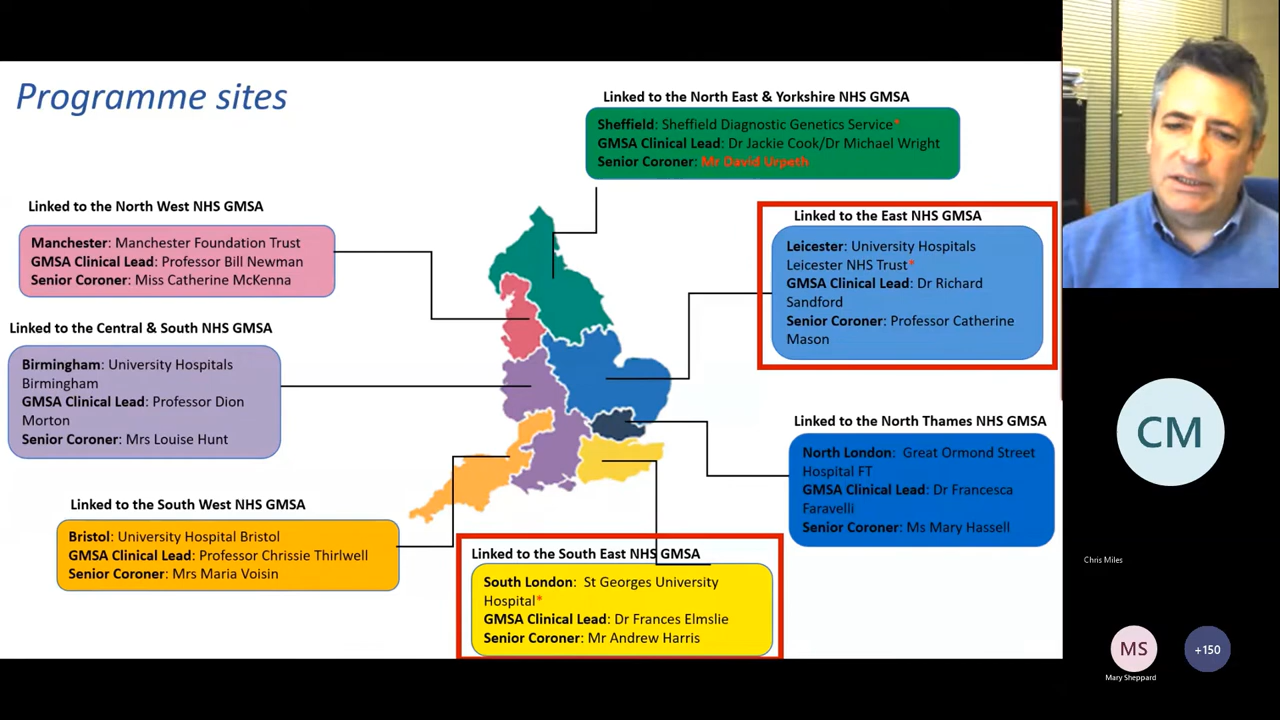 Programme sites
Linked to the North East & Yorkshire NHS GMSA
Sheffield: Sheffield Diagnostic Genetics Service*
GMSA Clinical Lead: Dr Jackie Cook/Dr Michael Wright
Senior Coroner: Mr David Urpeth
Linked to the North West NHS GMSA
Manchester: Manchester Foundation Trust
GMSA Clinical Lead: Professor Bill Newman
Senior Coroner: Miss Catherine McKenna
Linked to the East NHS GMSA
Leicester: University Hospitals
Leicester NHS Trust*
GMSA Clinical Lead: Dr Richard
Sandford
Senior Coroner: Professor Catherine
Mason
Linked to the Central & South NHS GMSA
Birmingham: University Hospitals
Birmingham
GMSA Clinical Lead: Professor Dion
Morton
Senior Coroner: Mrs Louise Hunt
Linked to the North Thames NHS GMSA
North London: Great Ormond Street
Hospital FT
GMSA Clinical Lead: Dr Francesca
Faravelli
Senior Coroner: Ms Mary Hassell
Linked to the South West NHS GMSA
Bristol: University Hospital Bristol
GMSA Clinical Lead: Professor Chrissie Thirlwell
Senior Coroner: Mrs Maria Voisin
Linked to the South East NHS GMSA
South London: St Georges University
Hospital*
GMSA Clinical Lead: Dr Frances Elmslie
Senior Coroner: Mr Andrew Harris
CM
Chris Miles
MS
Mary Sheppard
+150